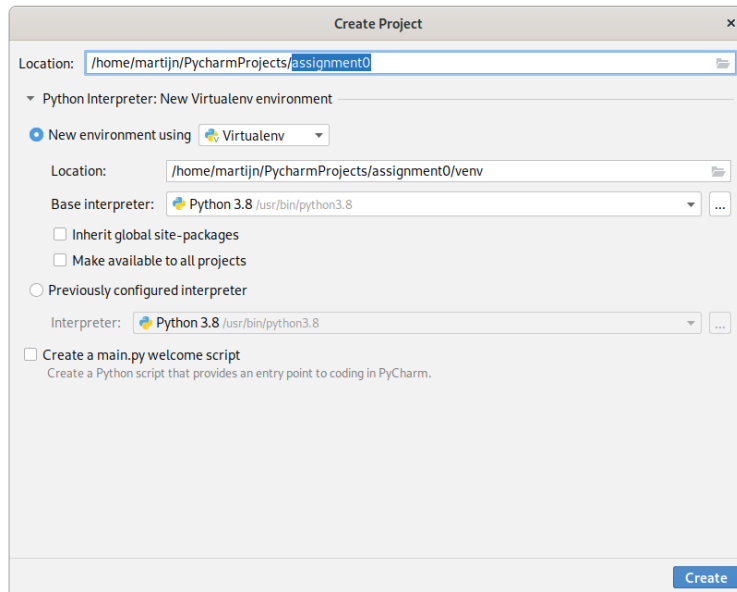 Create Project
Location: /home/martijn/PycharmProjects/assignment0
Python Interpreter: New Virtualenv environment
New environment using Virtualenv
Location: /home/martijn/PycharmProjects/assignment0/venv
Base interpreter: Python 3.8 /usr/bin/python3.8 ...
Inherit global site-packages
Make available to all projects
Previously configured interpreter
Interpreter: Python 3.8 /usr/bin/python3.8 ...
Create a main.py welcome script
Create a Python script that provides an entry point to coding in PyCharm.
Create